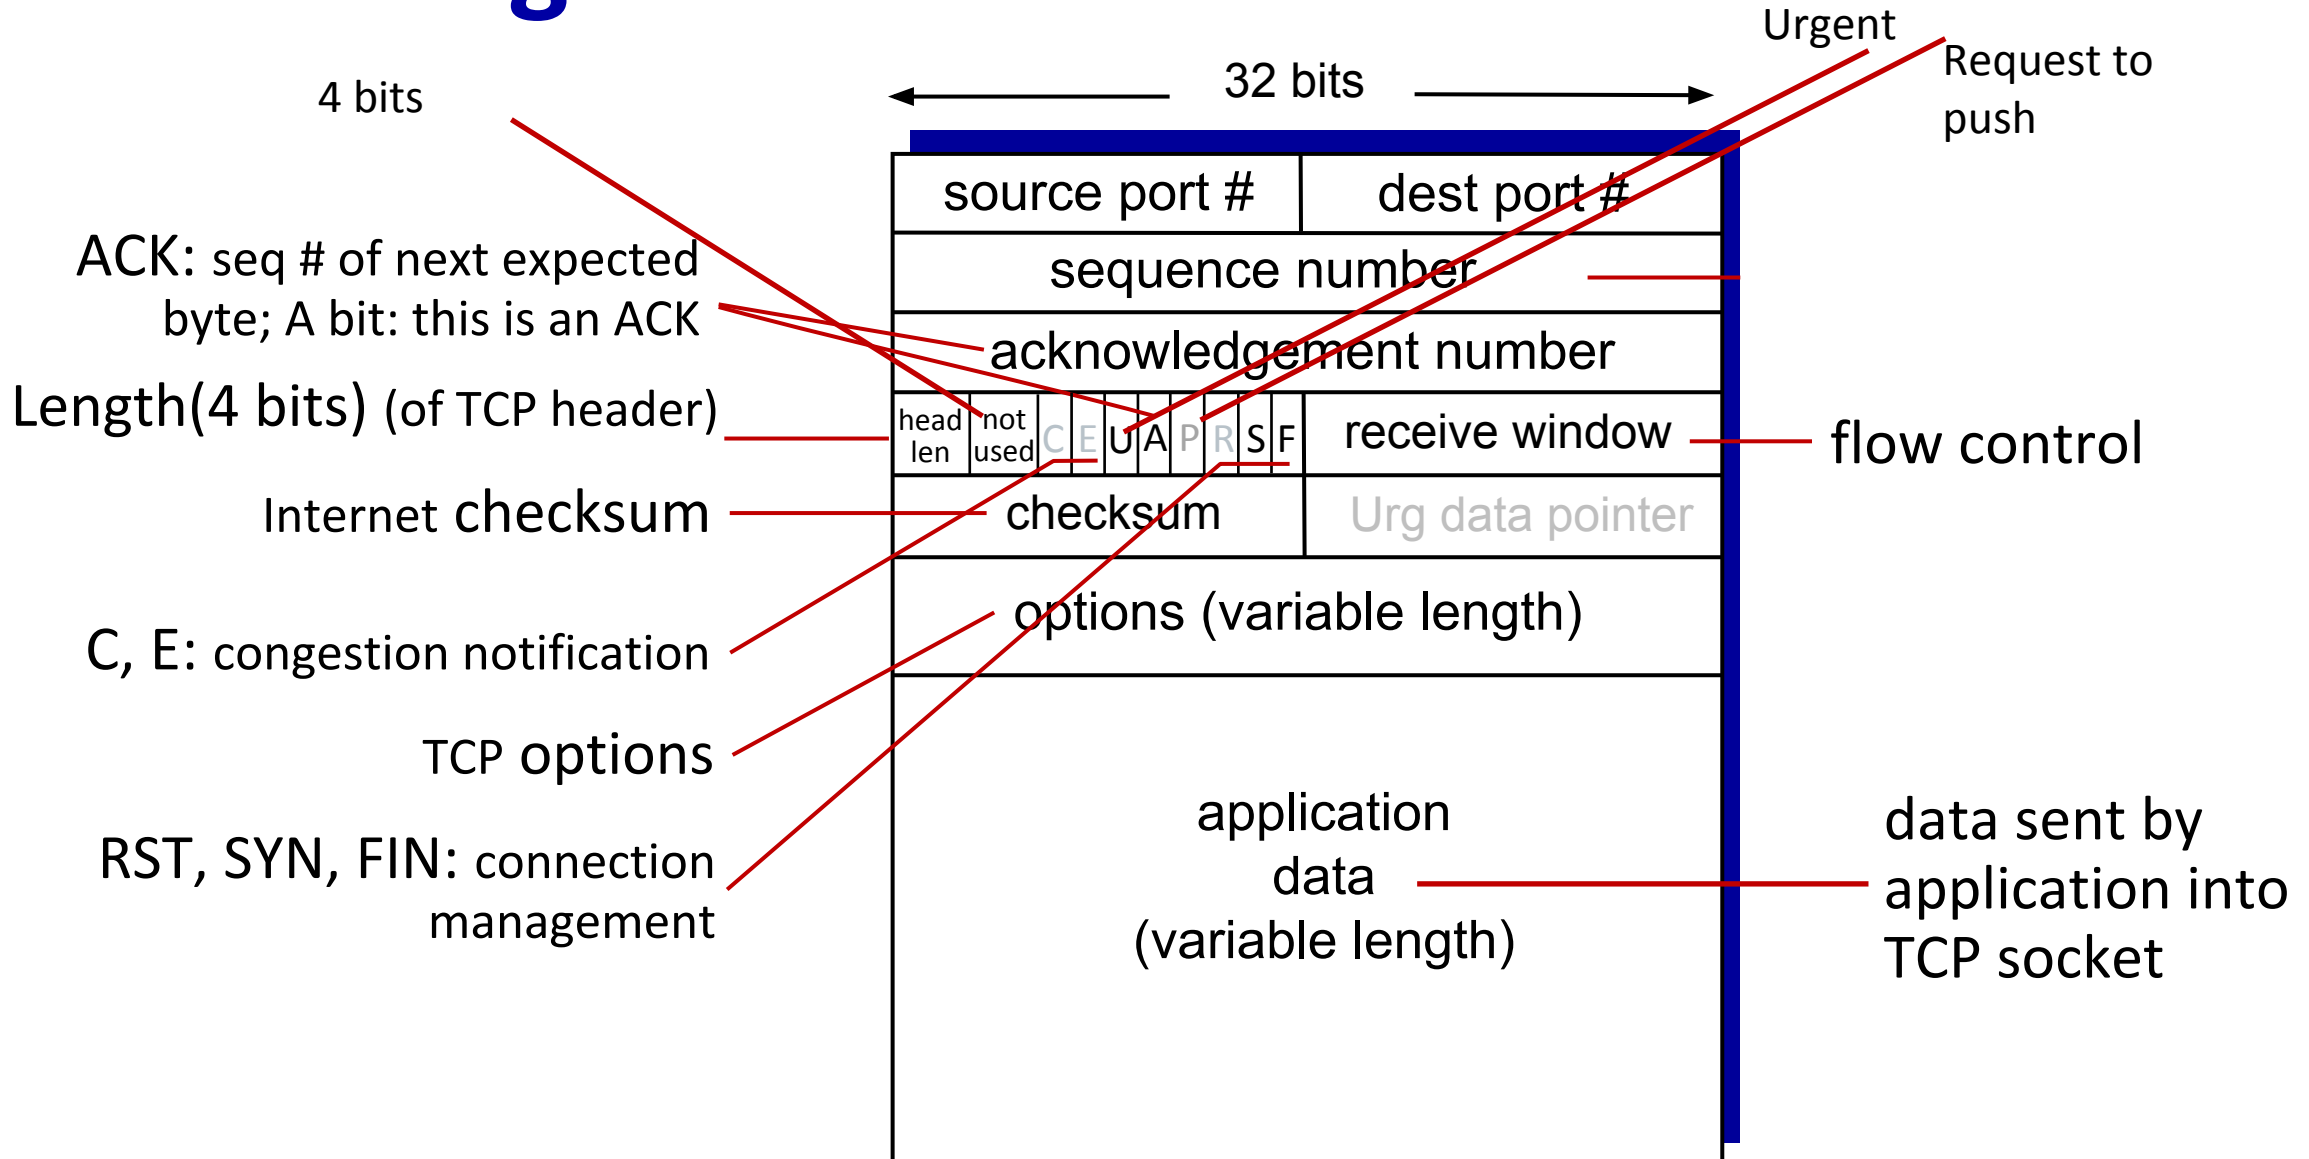 Urgent
Request to
push
32 bits
4 bits
source port #
dest port #
ACK: seq # of next expected
byte; A bit: this is an ACK
sequence number
acknowledgement number
Length(4 bits) (of TCP header)
head
len
not
used
C E U A P R S F
receive window
flow control
Internet checksum
checksum
Urg data pointer
options (variable length)
C, E: congestion notification
TCP options
RST, SYN, FIN: connection
management
application
data
(variable length)
data sent by
application into
TCP socket